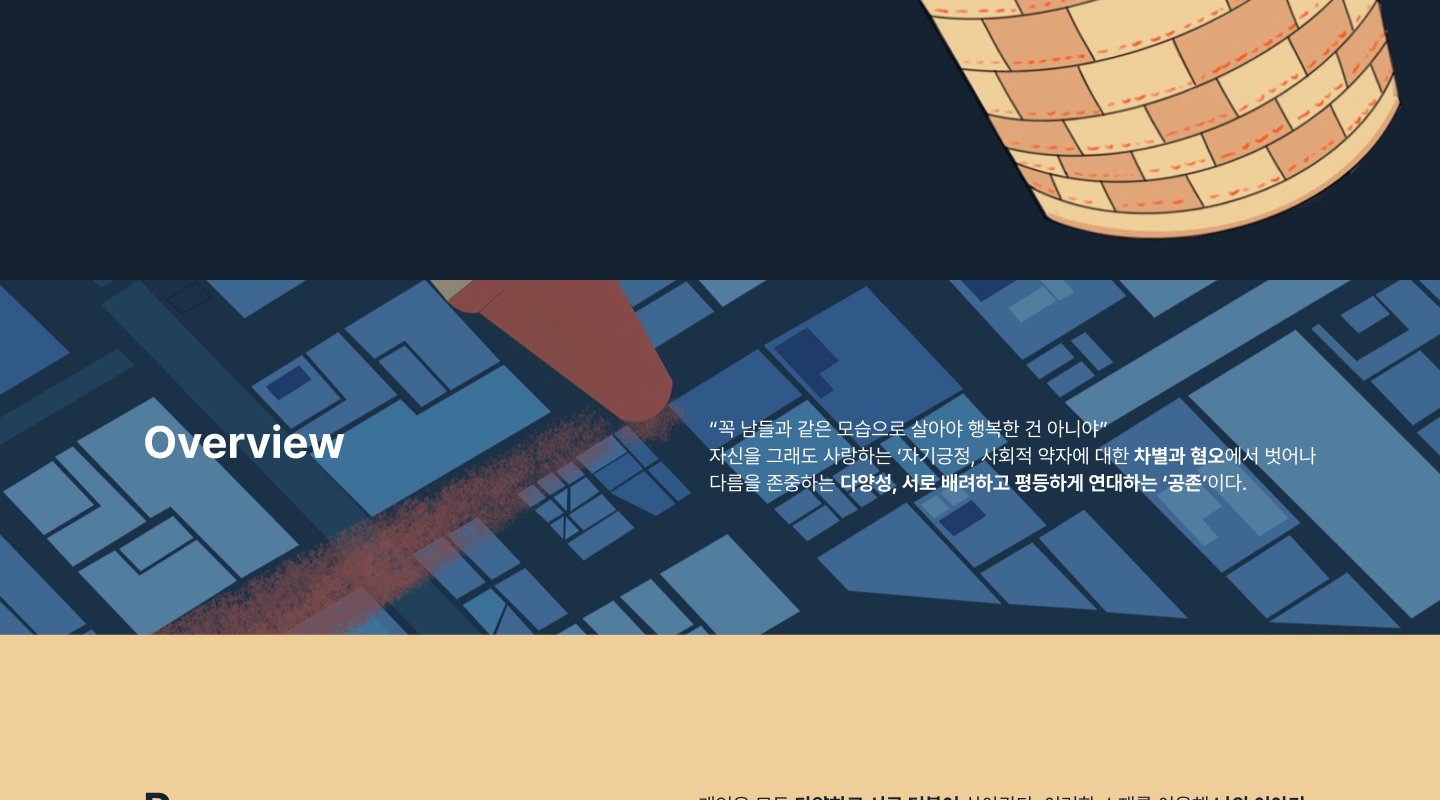 Overview
“꼭 남들과 같은 모습으로 살아야 행복한 건 아니야”
자신을 그래도 사랑하는 ‘자기긍정, 사회적 약자에 대한 차별과 혐오에서 벗어나
다름을 존중하는 다양성, 서로 배려하고 평등하게 연대하는 ‘공존’이다.